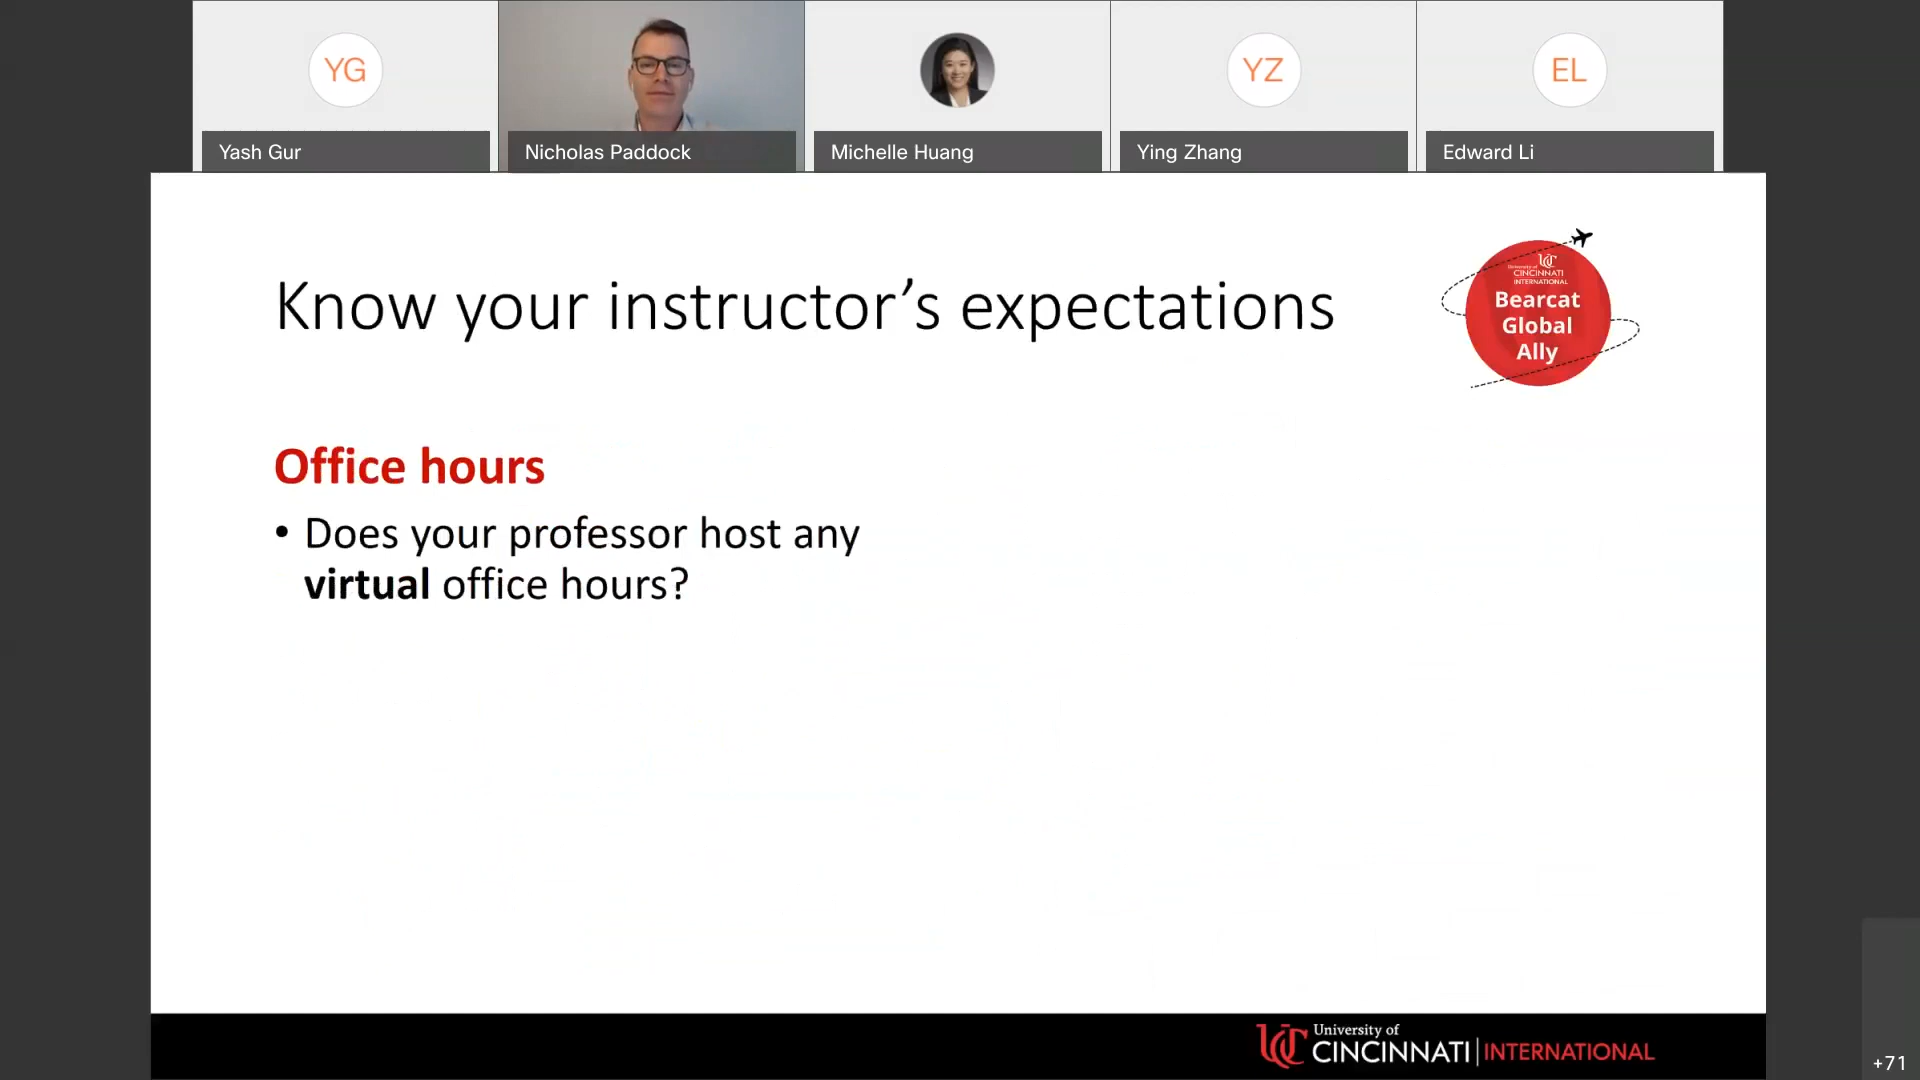 YG
YZ
EL
Yash Gur
Nicholas Paddock
Michelle Huang
Ying Zhang
Edward Li
Know your instructor’s expectations
University of
CINCINNATI
INTERNATIONAL
Bearcat
Global
Ally
Office hours
• Does your professor host any
virtual office hours?
University of
CINCINNATI | INTERNATIONAL
+71